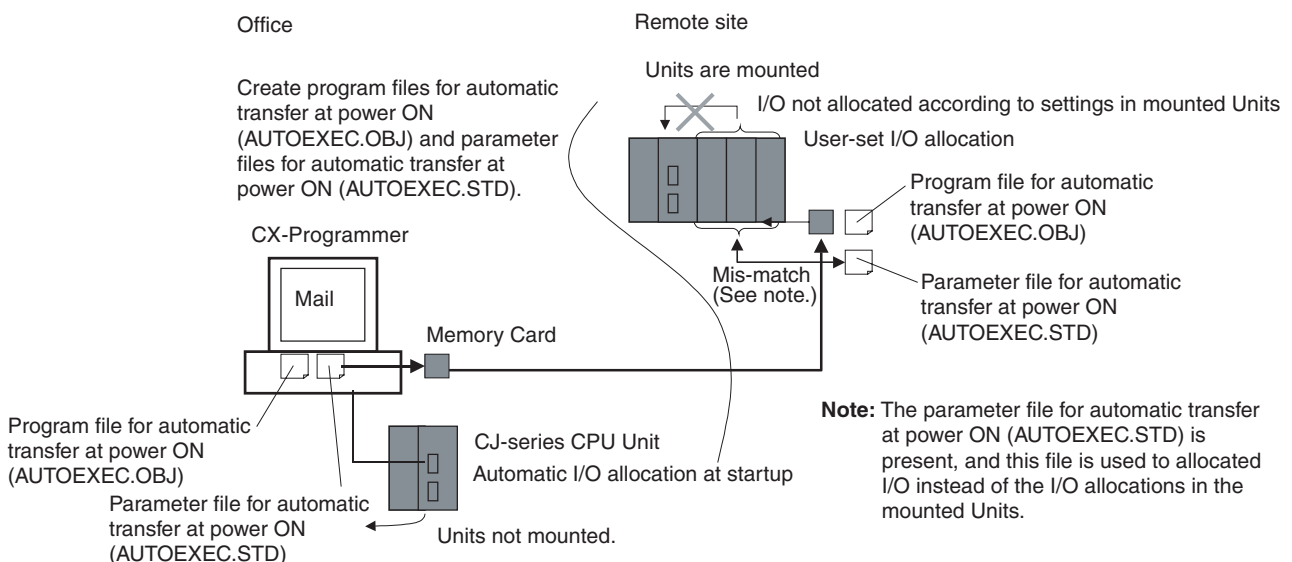 Office
Remote site
Create program files for automatic
transfer at power ON
(AUTOEXEC.OBJ) and parameter
files for automatic transfer at
power ON (AUTOEXEC.STD).
Units are mounted
I/O not allocated according to settings in mounted Units
User-set I/O allocation
Program file for automatic
transfer at power ON
(AUTOEXEC.OBJ)
Mis-match
(See note.)
Parameter file for automatic
transfer at power ON
(AUTOEXEC.STD)
CX-Programmer
Mail
Memory Card
Program file for automatic
transfer at power ON
(AUTOEXEC.OBJ)
Parameter file for automatic
transfer at power ON
(AUTOEXEC.STD)
CJ-series CPU Unit
Automatic I/O allocation at startup
Units not mounted.
Note: The parameter file for automatic transfer
at power ON (AUTOEXEC.STD) is
present, and this file is used to allocated
I/O instead of the I/O allocations in the
mounted Units.